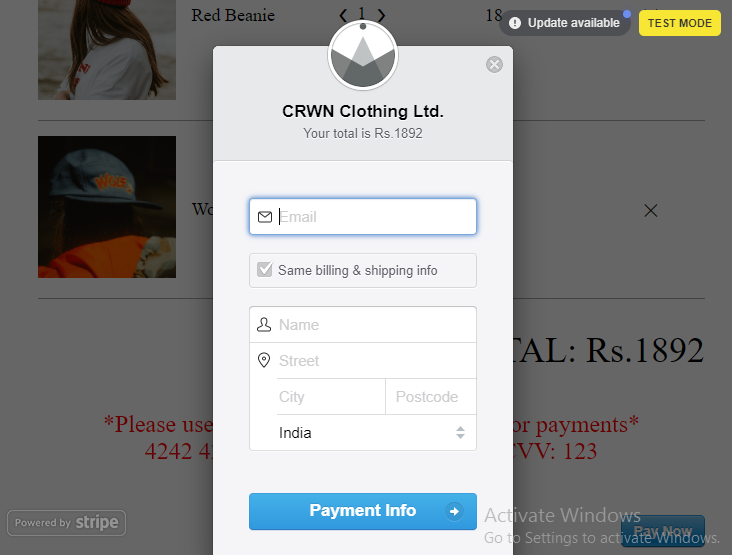 Red Beanie
1
18
Update available
TEST MODE
CRWN Clothing Ltd.
Your total is Rs.1892
Email
Same billing & shipping info
Name
Street
TAL: Rs.1892
City
Postcode
*Please use
or payments*
India
4242 4
VV: 123
Payment Info
Powered by stripe
Activate Windows
Pay Now
Go to Settings to activate Windows.